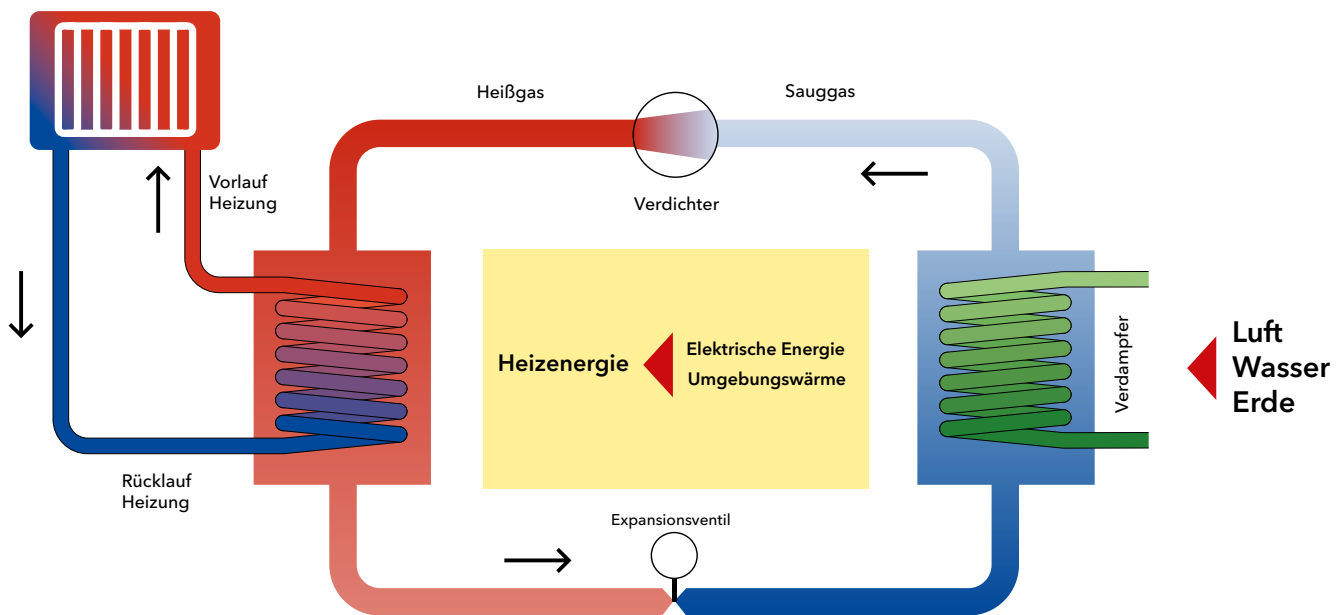 Heißgas
Sauggas
Vorlauf
Heizung
Verdichter
Heizenergie
Elektrische Energie
Umgebungswärme
Verdampfer
Luft
Wasser
Erde
Rücklauf
Heizung
Expansionsventil